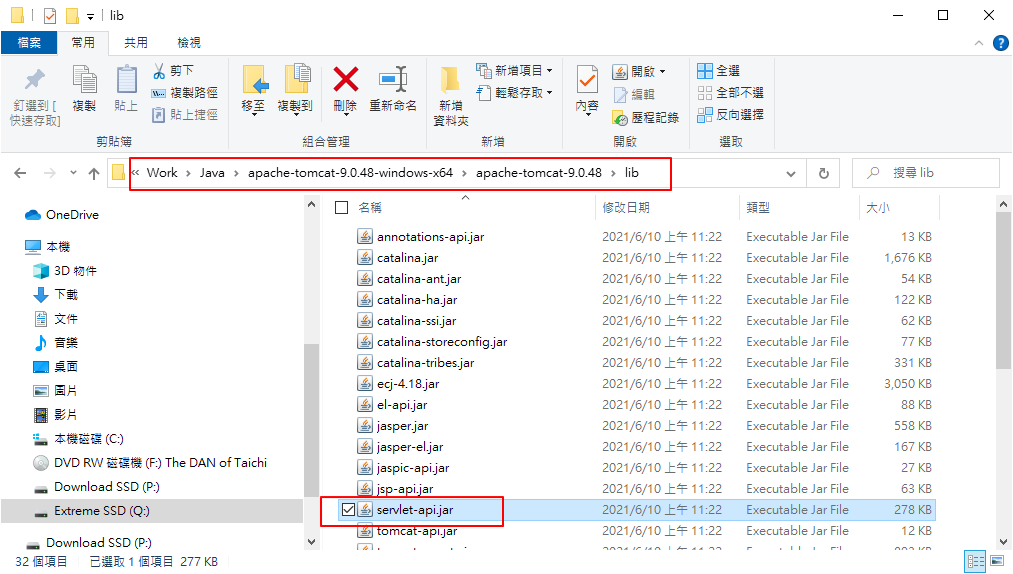 lib
檔案 常用 共用 檢視
釘選到 [
快速存取]
複製
貼上
剪下
複製路徑
貼上捷徑
剪貼簿
移至
複製到
刪除
重新命名
組合管理
新增
資料夾
新增項目
輕鬆存取
新增
內容
開啟
編輯
歷程記錄
開啟
全選
全部不選
反向選擇
選取
« Work › Java › apache-tomcat-9.0.48-windows-x64 › apache-tomcat-9.0.48 › lib
搜尋 lib
OneDrive
本機
3D 物件
下載
文件
音樂
桌面
圖片
影片
本機磁碟 (C:)
DVD RW 磁碟機 (F:) The DAN of Taichi
Download SSD (P:)
Extreme SSD (Q:)
Download SSD (P:)
名稱 修改日期 類型 大小
annotations-api.jar 2021/6/10 上午 11:22 Executable Jar File 13 KB
catalina.jar 2021/6/10 上午 11:22 Executable Jar File 1,676 KB
catalina-ant.jar 2021/6/10 上午 11:22 Executable Jar File 54 KB
catalina-ha.jar 2021/6/10 上午 11:22 Executable Jar File 122 KB
catalina-ssi.jar 2021/6/10 上午 11:22 Executable Jar File 62 KB
catalina-storeconfig.jar 2021/6/10 上午 11:22 Executable Jar File 77 KB
catalina-tribes.jar 2021/6/10 上午 11:22 Executable Jar File 331 KB
ecj-4.18.jar 2021/6/10 上午 11:22 Executable Jar File 3,050 KB
el-api.jar 2021/6/10 上午 11:22 Executable Jar File 88 KB
jasper.jar 2021/6/10 上午 11:22 Executable Jar File 558 KB
jasper-el.jar 2021/6/10 上午 11:22 Executable Jar File 167 KB
jaspic-api.jar 2021/6/10 上午 11:22 Executable Jar File 27 KB
jsp-api.jar 2021/6/10 上午 11:22 Executable Jar File 63 KB
servlet-api.jar 2021/6/10 上午 11:22 Executable Jar File 278 KB
tomcat-api.jar 2021/6/10 上午 11:22 Executable Jar File 12 KB
32 個項目 已選取 1 個項目 277 KB